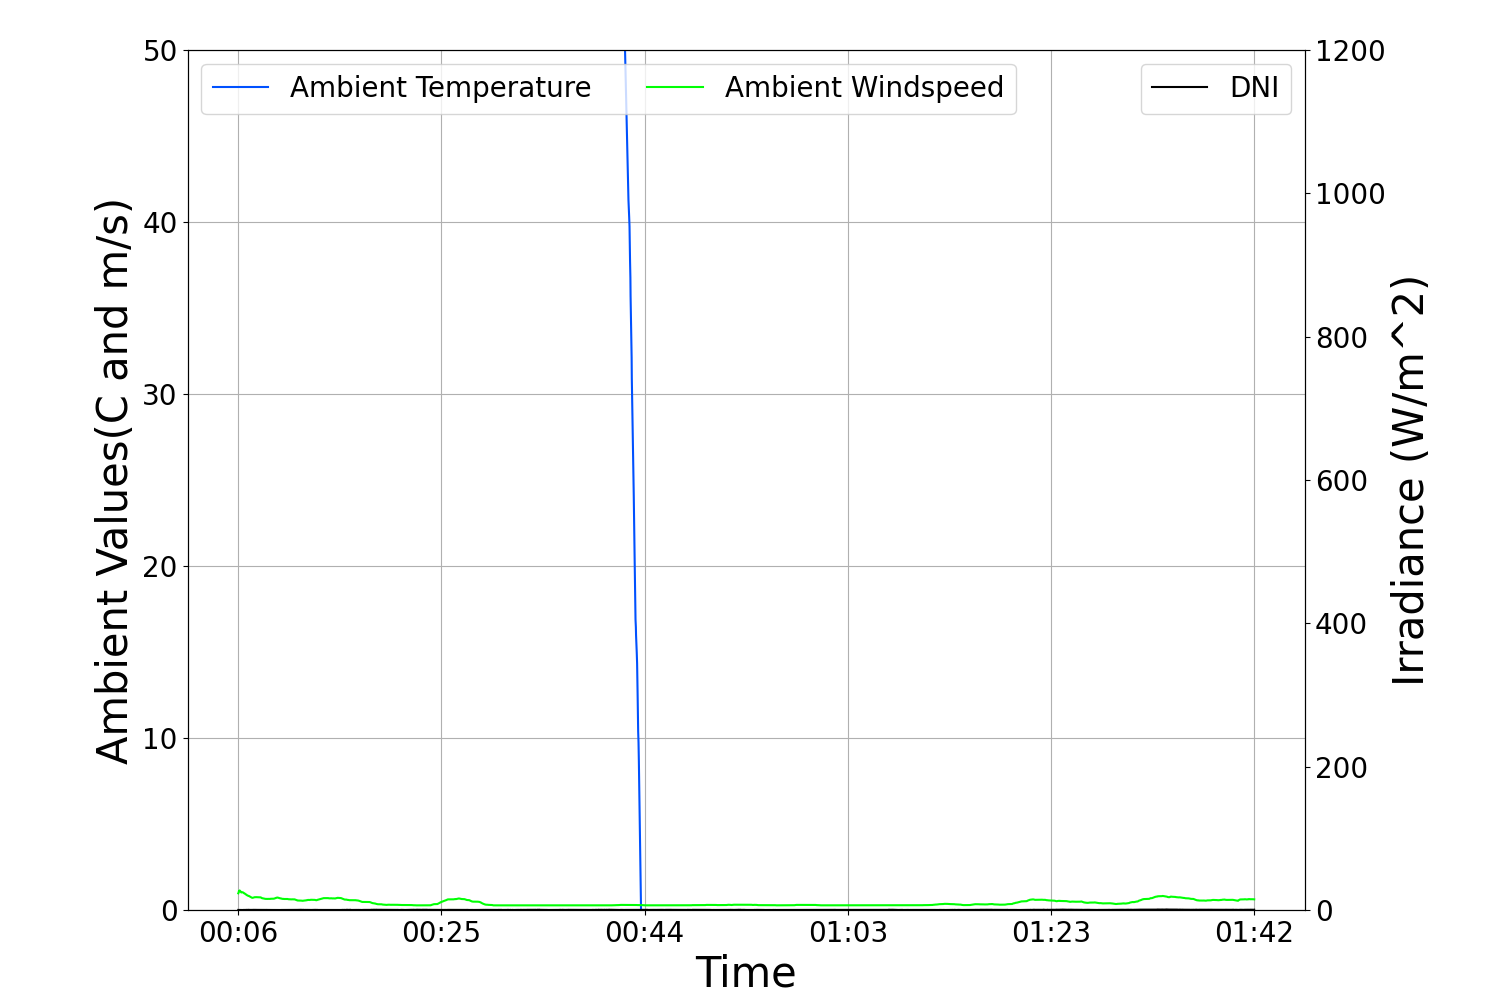 Ambient Temperature Ambient Windspeed DNI
50
40
30
20
10
0
Ambient Values(C and m/s)
1200
1000
800
600
400
200
0
Irradiance (W/m^2)
00:06 00:25 00:44 01:03 01:23 01:42
Time